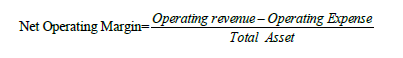 Net Operating Margin= Operating revenue – Operating Expense
Total Asset